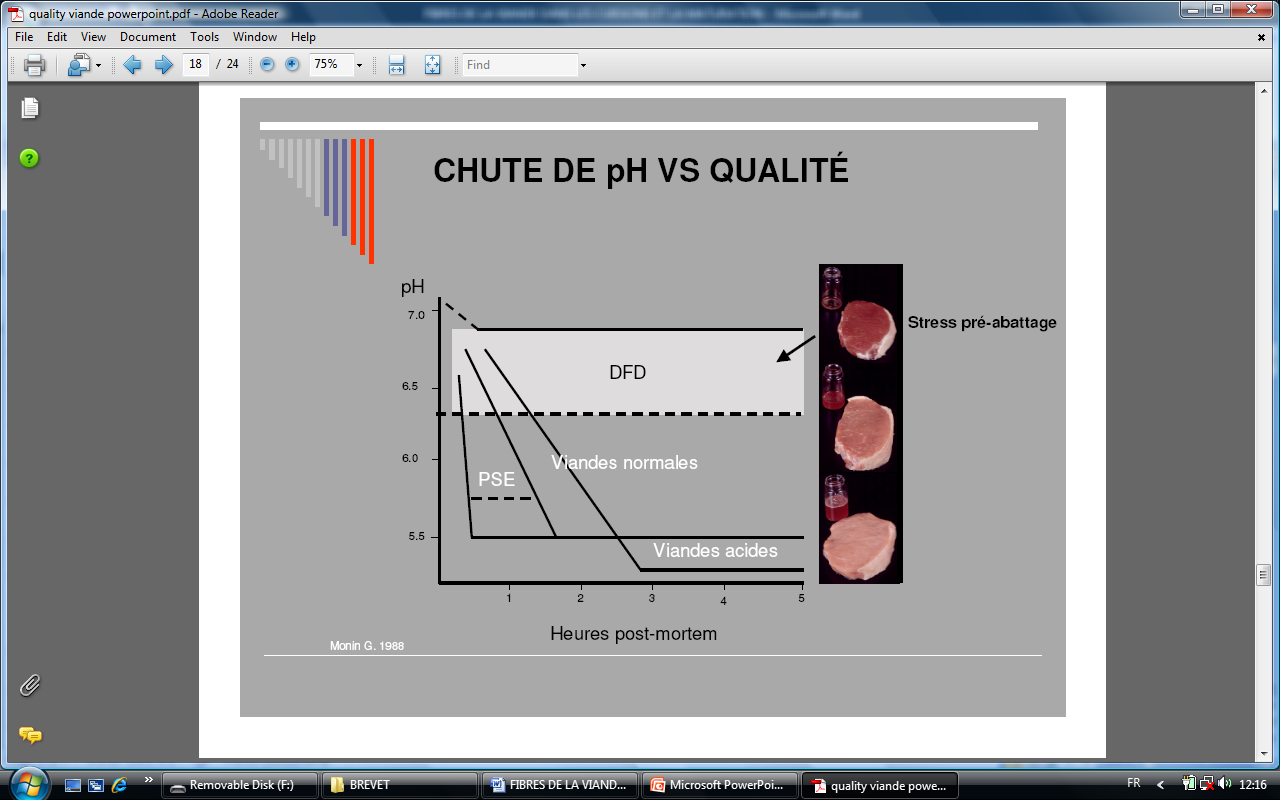 quality viande powerpoint.pdf - Adobe Reader
File Edit View Document Tools Window Help
18 / 24 75% Find
CHUTE DE pH VS QUALITÉ
pH
7.0
Stress pré-abattage
DFD
6.5
6.0
Viandes normales
PSE
5.5
Viandes acides
1 2 3 4 5
Heures post-mortem
Monin G. 1988
Removable Disk (F:) BREVET FIBRES DE LA VIAND... Microsoft PowerPoi... quality viande powe... FR 12:16